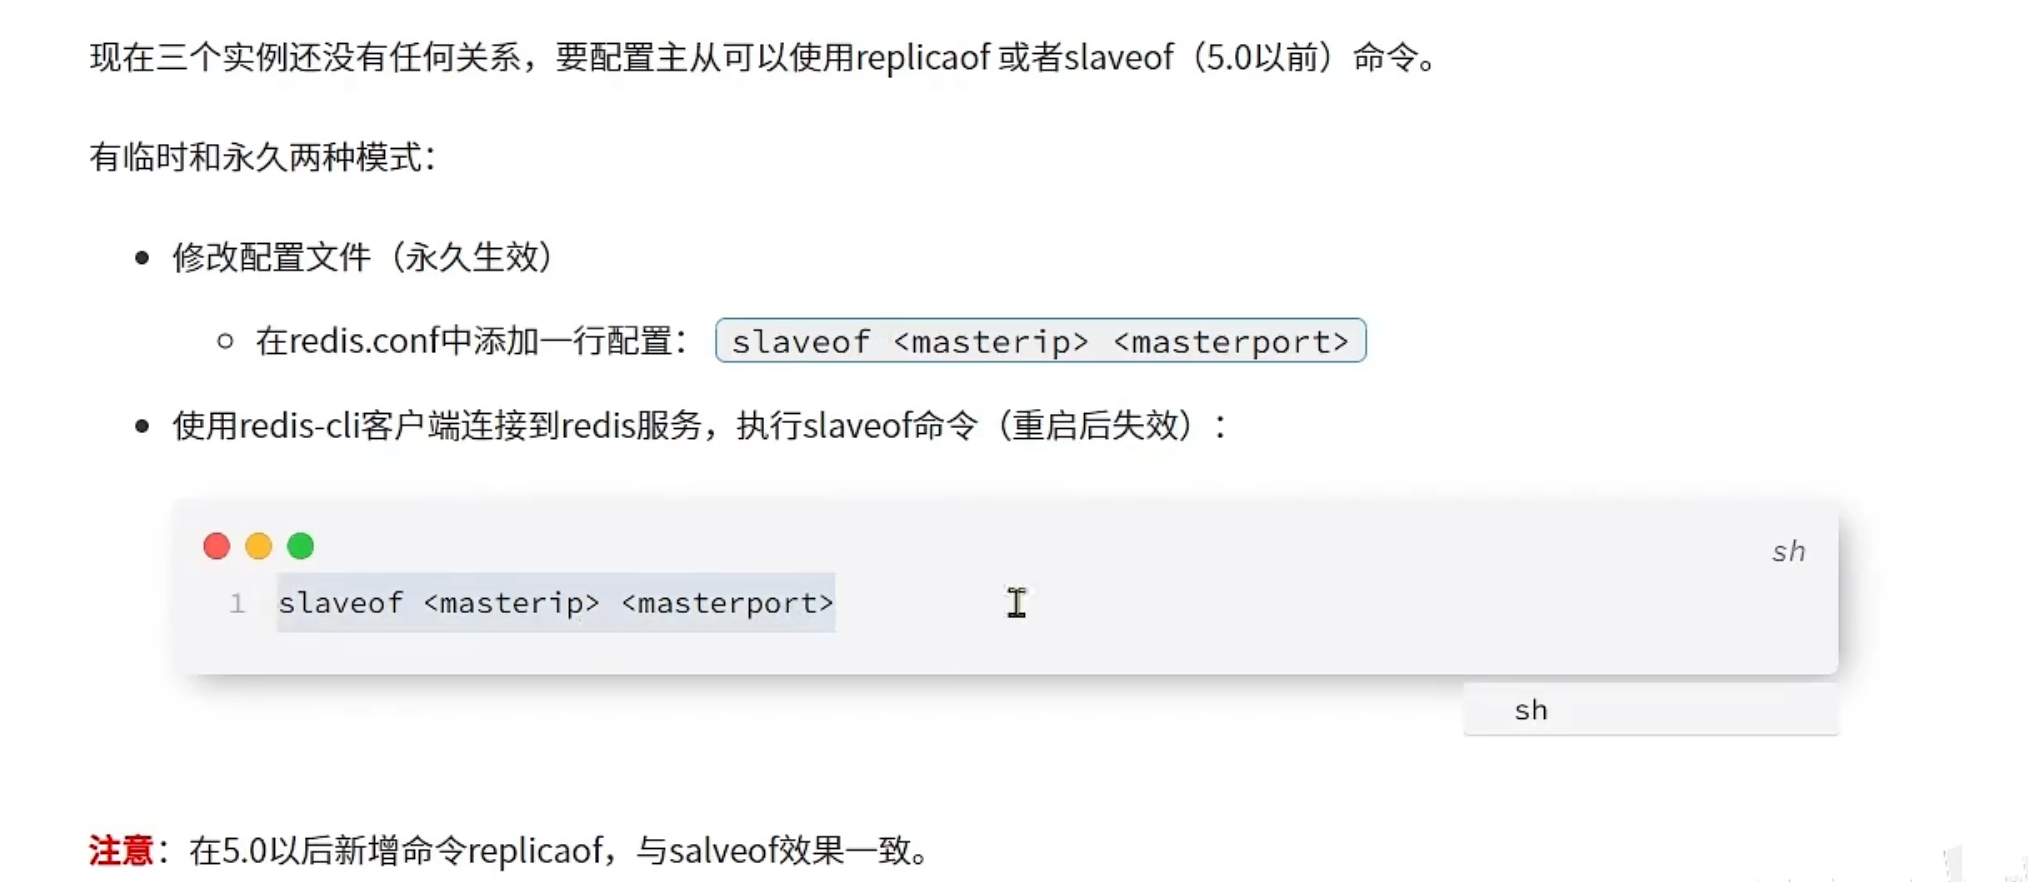 现在三个实例还没有任何关系，要配置主从可以使用replicaof 或者slaveof（5.0以前）命令。
有临时和永久两种模式：
修改配置文件（永久生效）
在redis.conf中添加一行配置： slaveof <masterip> <masterport>
使用redis-cli客户端连接到redis服务，执行slaveof命令（重启后失效）：
sh
1 slaveof <masterip> <masterport>
sh
注意：在5.0以后新增命令replicaof，与salveof效果一致。